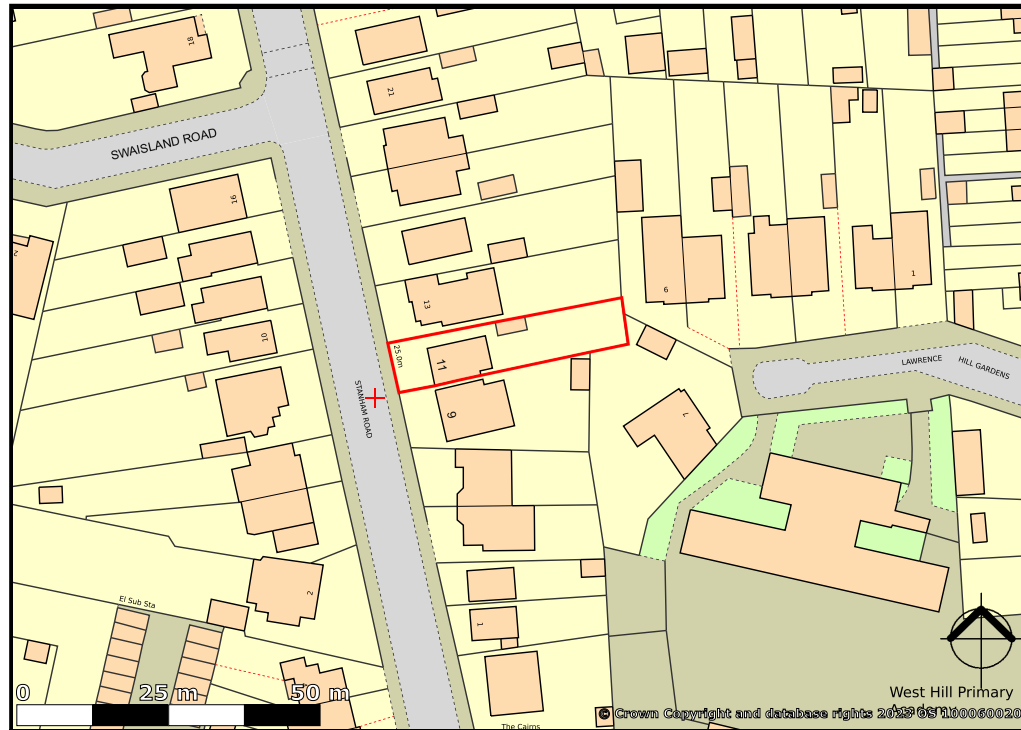 18
21
SWAISLAND ROAD
16
2
13
6
1
10
25.0m
11
LAWRENCE
HILL GARDENS
STANHAM ROAD
9
7
2
El Sub Sta
1
0
25 m
50 m
The Cairns
West Hill Primary
Academy
© Crown Copyright and database rights 2023 OS 100060020